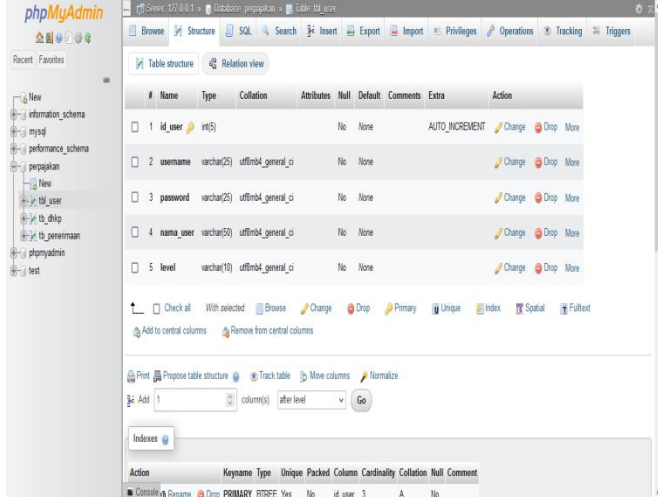 phpMyAdmin
Recent Favorites
New
information_schema
mysql
performance_schema
perpajakan
New
tbl_user
tb_dhkp
tb_penerimaan
phpmyadmin
test
Server: 127.0.0.1 » Database: perpajakan » Table: tbl_user
Browse Structure SQL Search Insert Export Import Privileges Operations Tracking Triggers
Table structure Relation view
# Name Type Collation Attributes Null Default Comments Extra Action
1 id_user int(5) No None AUTO_INCREMENT Change Drop More
2 username varchar(25) utf8mb4_general_ci No None Change Drop More
3 password varchar(25) utf8mb4_general_ci No None Change Drop More
4 nama_user varchar(50) utf8mb4_general_ci No None Change Drop More
5 level varchar(10) utf8mb4_general_ci No None Change Drop More
Check all With selected: Browse Change Drop Primary Unique Index Spatial Fulltext
Add to central columns Remove from central columns
Print Propose table structure Track table Move columns Normalize
Add 1 column(s) after level Go
Indexes
Action Keyname Type Unique Packed Column Cardinality Collation Null Comment
Console Rename Drop PRIMARY BTREE Yes No id_user 3 A No